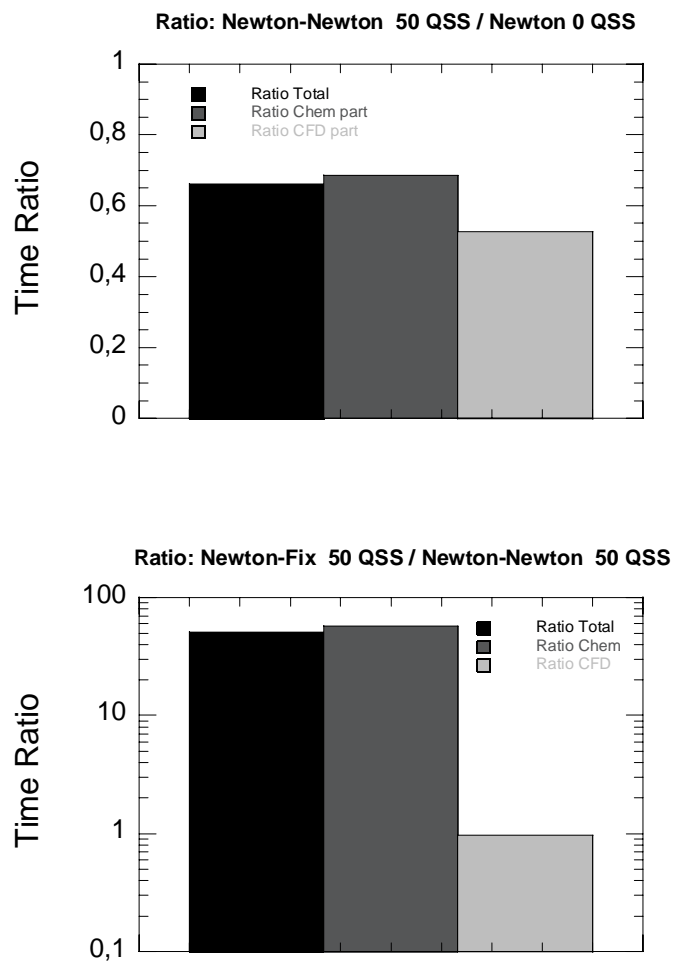 Ratio: Newton-Newton 50 QSS / Newton 0 QSS
1
0,8
0,6
0,4
0,2
0
Time Ratio
Ratio Total
Ratio Chem part
Ratio CFD part
Ratio: Newton-Fix 50 QSS / Newton-Newton 50 QSS
100
10
1
0,1
Time Ratio
Ratio Total
Ratio Chem
Ratio CFD